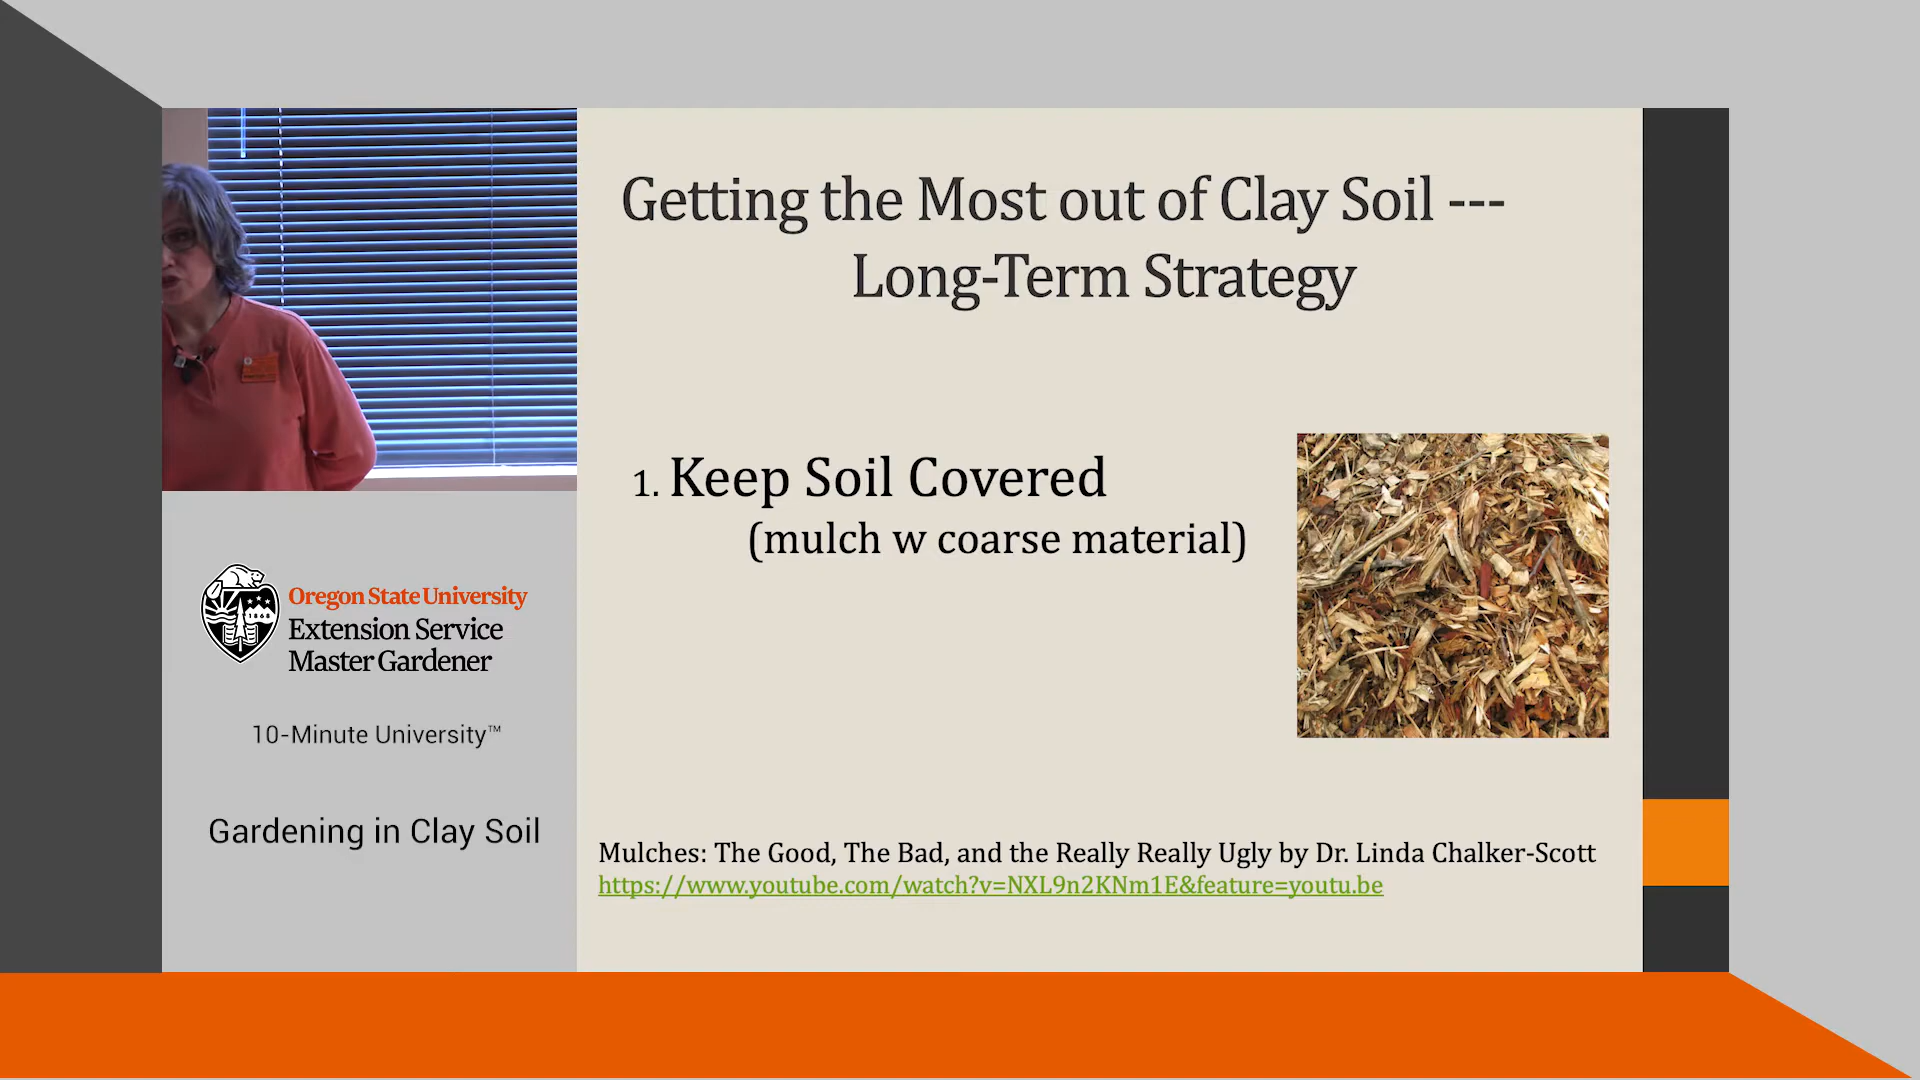 Getting the Most out of Clay Soil ---
Long-Term Strategy
1. Keep Soil Covered
(mulch w coarse material)
Oregon State University
Extension Service
Master Gardener
10-Minute University™
Gardening in Clay Soil
Mulches: The Good, The Bad, and the Really Really Ugly by Dr. Linda Chalker-Scott
https://www.youtube.com/watch?v=NXL9n2KNm1E&feature=youtu.be